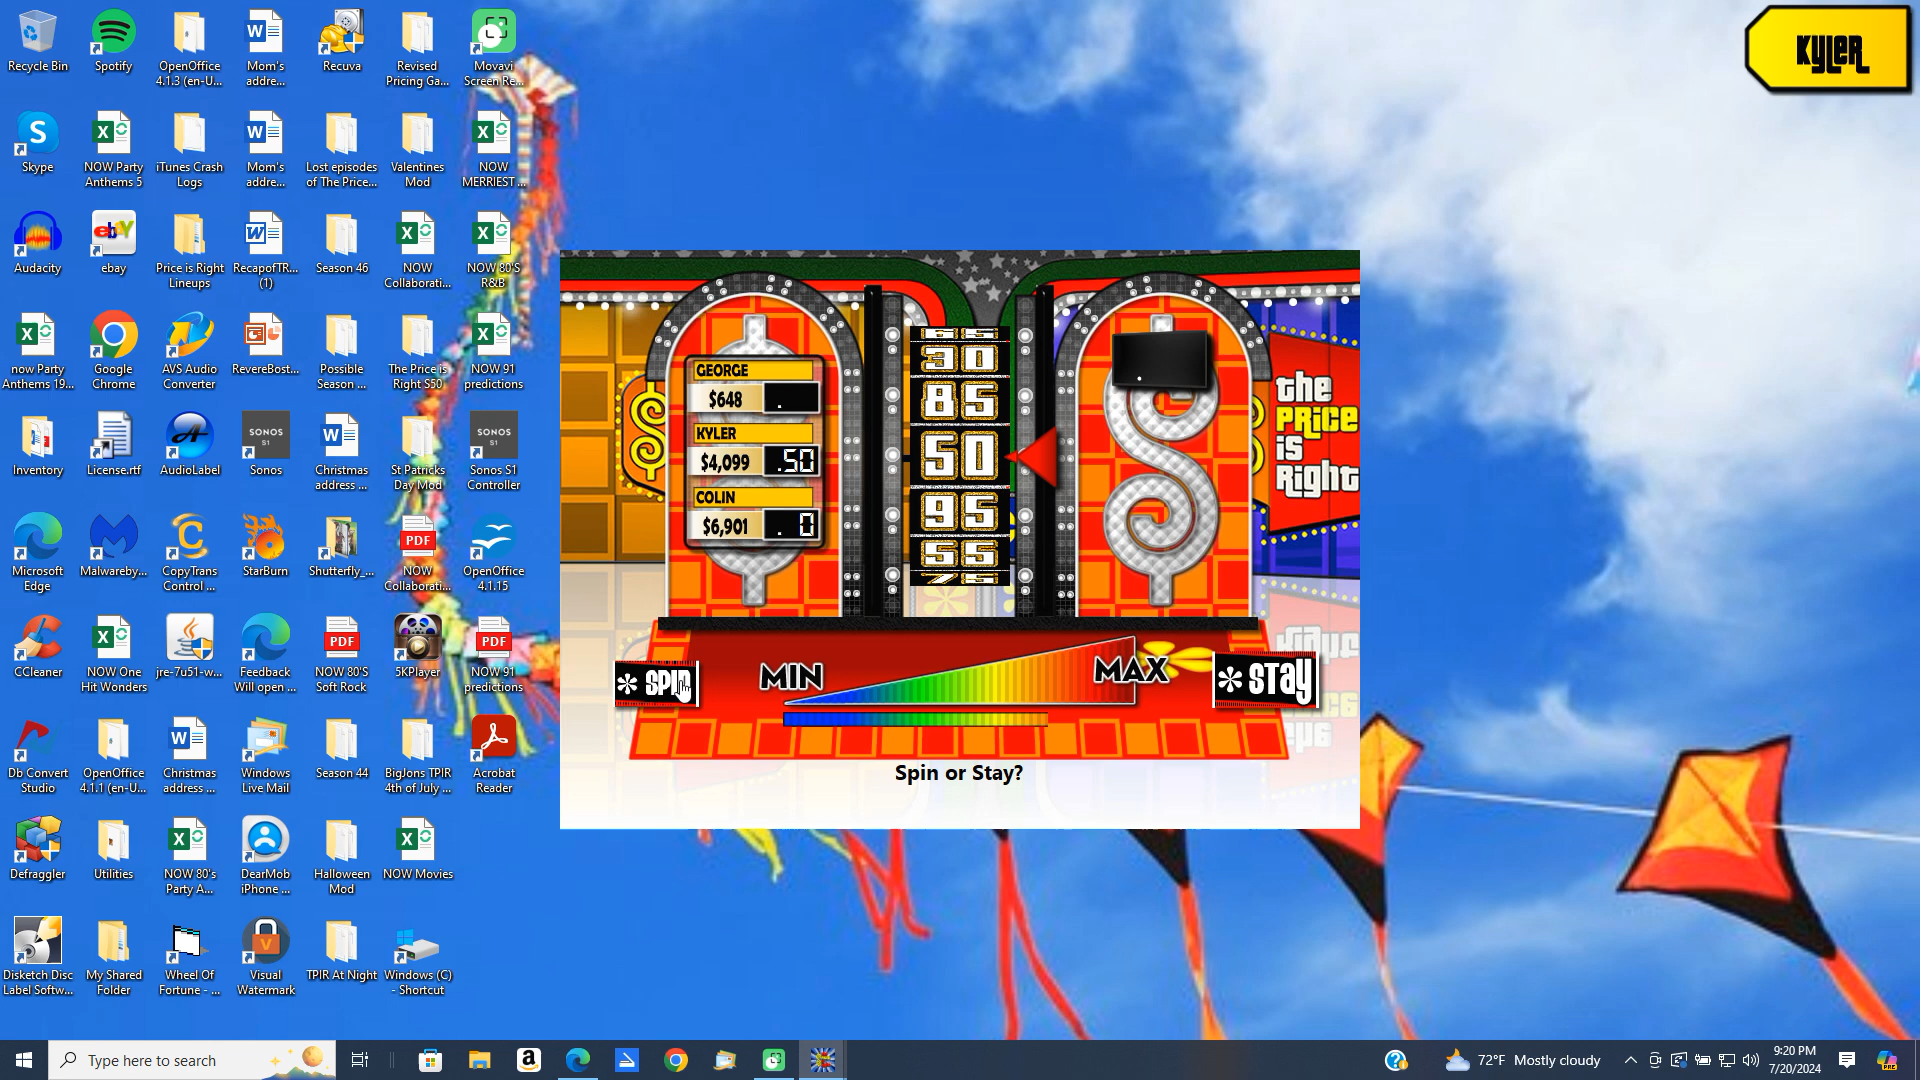 Recycle Bin
Spotify
OpenOffice
4.1.3 (en-U...
Mom's
addre...
Recuva
Revised
Pricing Ga...
Movavi
Screen Re...
Skype
NOW Party
Anthems 5
iTunes Crash
Logs
Mom's
addre...
Lost episodes
of The Price...
Valentines
Mod
NOW
MERRIEST ...
Audacity
ebay
Price is Right
Lineups
RecapofTR...
(1)
Season 46
NOW
Collaborati...
NOW 80'S
R&B
now Party
Anthems 19...
Google
Chrome
AVS Audio
Converter
RevereBost...
Possible
Season ...
The Price is
Right S50
NOW 91
predictions
Inventory
License.rtf
AudioLabel
Sonos
Christmas
address ...
St Patricks
Day Mod
Sonos S1
Controller
Microsoft
Edge
Malwareby...
CopyTrans
Control ...
StarBurn
Shutterfly_...
NOW
Collaborati...
OpenOffice
4.1.15
CCleaner
NOW One
Hit Wonders
jre-7u51-w...
Feedback
Will open ...
NOW 80'S
Soft Rock
5KPlayer
NOW 91
predictions
Db Convert
Studio
OpenOffice
4.1.1 (en-U...
Christmas
address ...
Windows
Live Mail
Season 44
BigJons TPIR
4th of July ...
Acrobat
Reader
Defraggler
Utilities
NOW 80's
Party A...
DearMob
iPhone ...
Halloween
Mod
NOW Movies
Disketch Disc
Label Softw...
My Shared
Folder
Wheel Of
Fortune - ...
Visual
Watermark
TPIR At Night
Windows (C)
- Shortcut
SONOS
S1
SONOS
S1
PDF
PDF
PDF
KYLER
GEORGE
$648 .
KYLER
$4,099 .50
COLIN
$6,901 . 0
65
30
85
50
95
55
75
the
PRICE
is
Right
* SPIN
MIN
MAX
* STAY
Spin or Stay?
Type here to search
72°F Mostly cloudy
9:20 PM
7/20/2024